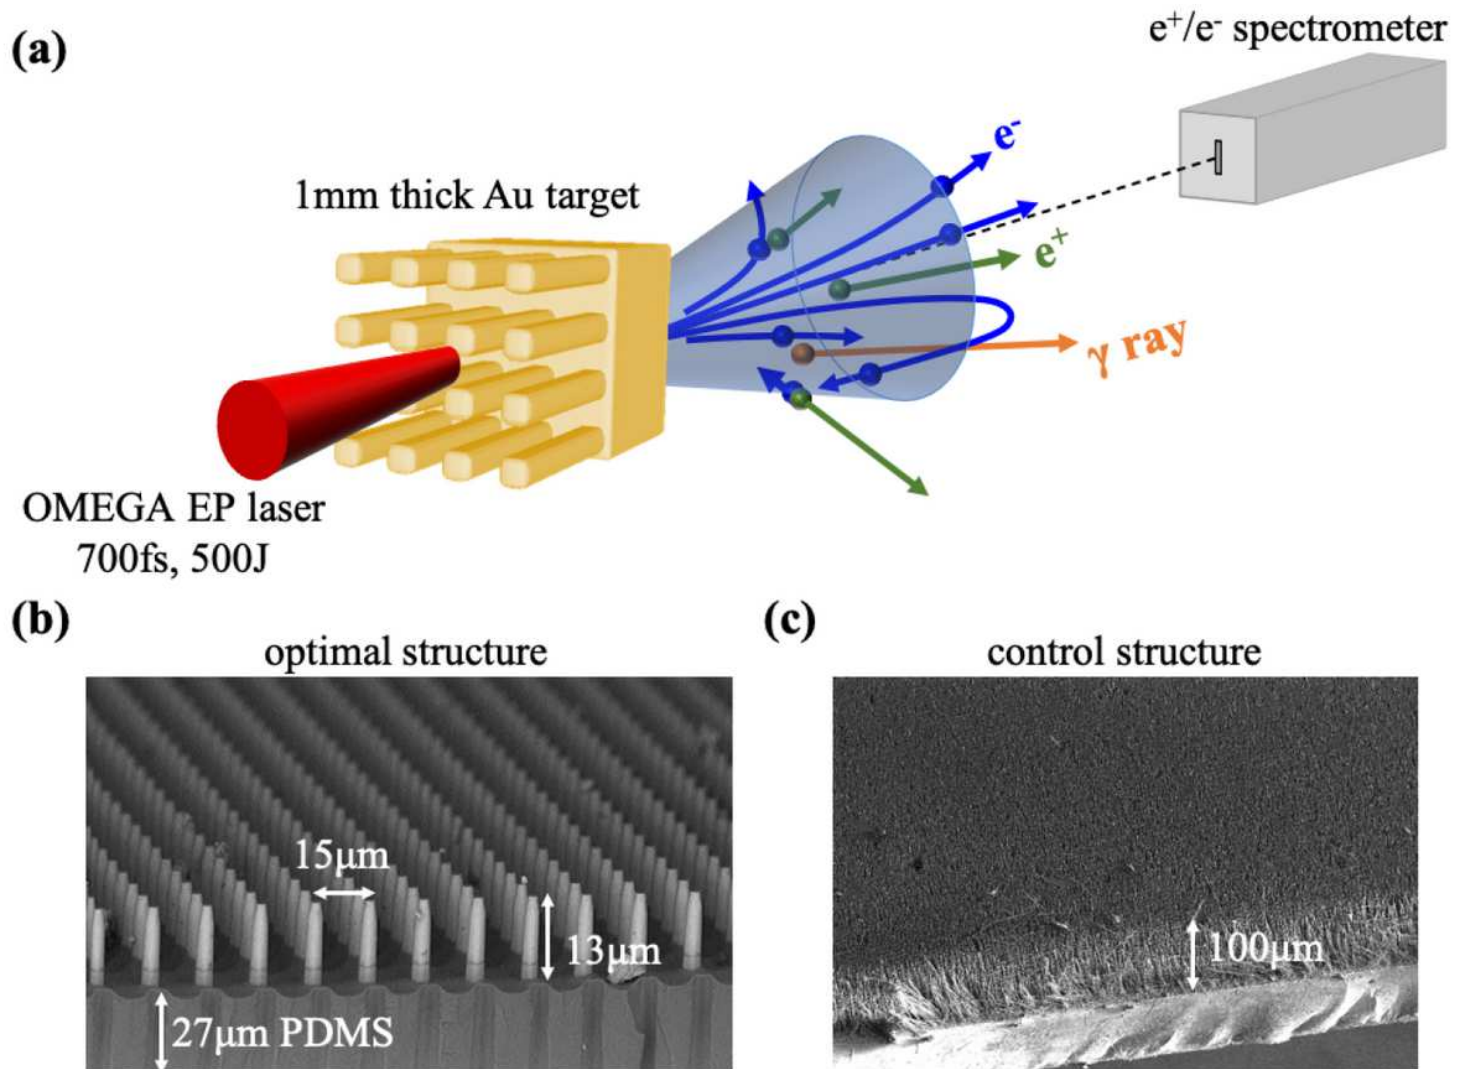 (a)
e⁺/e⁻ spectrometer
1mm thick Au target
e⁻
e⁺
γ ray
OMEGA EP laser
700fs, 500J
(b)
optimal structure
15μm
13μm
27μm PDMS
(c)
control structure
100μm